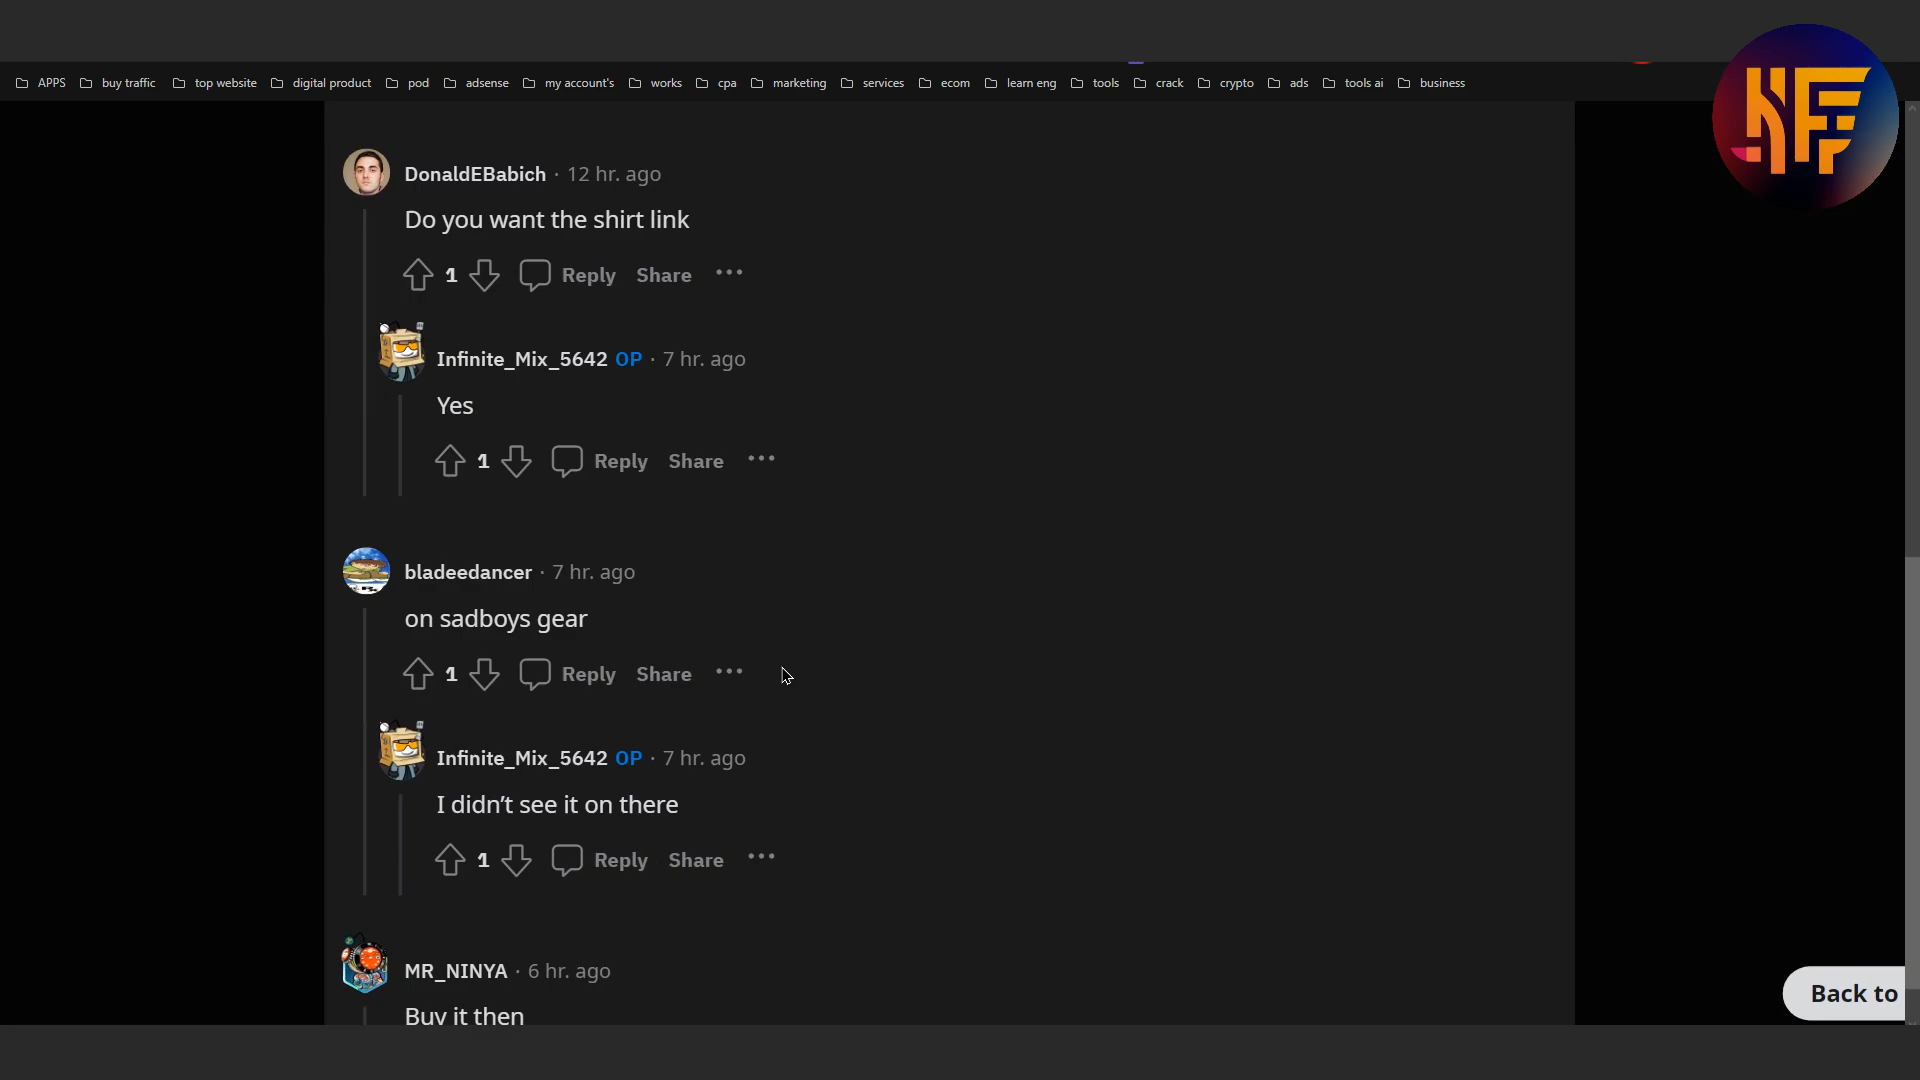 APPS buy traffic top website digital product pod adsense my account's works cpa marketing services ecom learn eng tools crack crypto ads tools ai business
DonaldEBabich · 12 hr. ago
Do you want the shirt link
1 Reply Share ···
Infinite_Mix_5642 OP · 7 hr. ago
Yes
1 Reply Share ···
bladeedancer · 7 hr. ago
on sadboys gear
1 Reply Share ···
Infinite_Mix_5642 OP · 7 hr. ago
I didn’t see it on there
1 Reply Share ···
MR_NINYA · 6 hr. ago
Buy it then
Back to